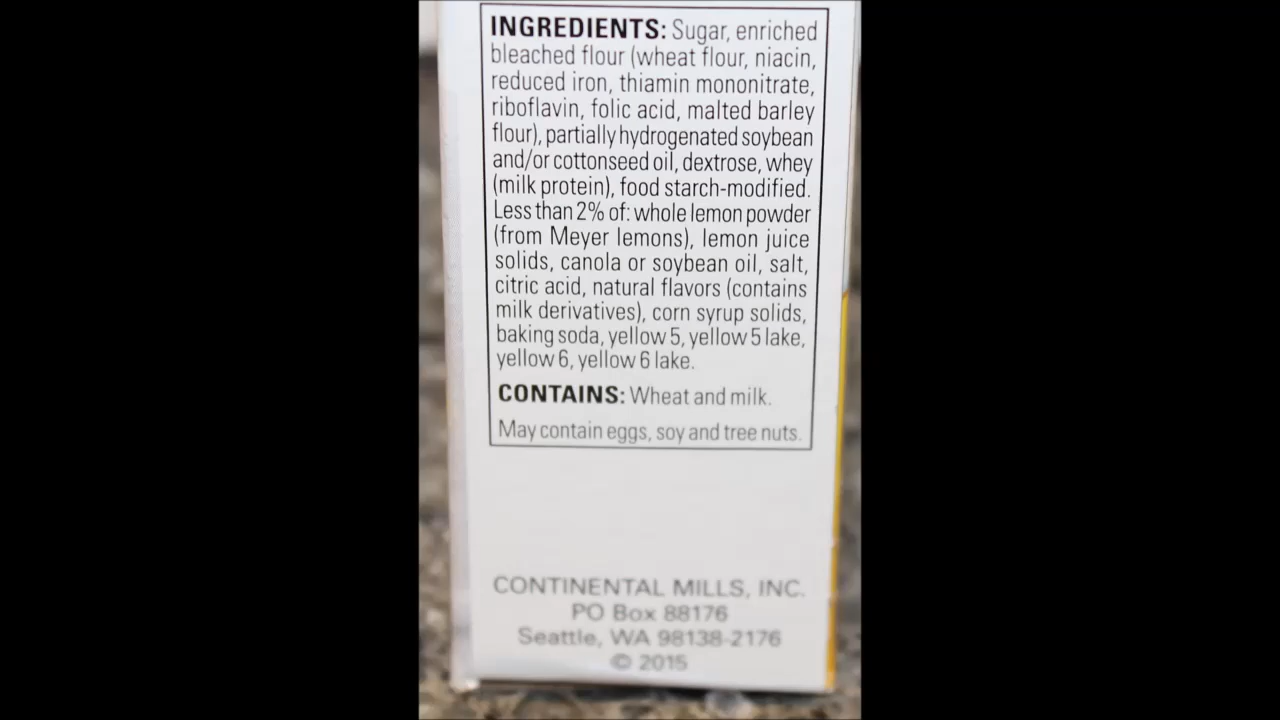 INGREDIENTS: Sugar, enriched
bleached flour (wheat flour, niacin,
reduced iron, thiamin mononitrate,
riboflavin, folic acid, malted barley
flour), partially hydrogenated soybean
and/or cottonseed oil, dextrose, whey
(milk protein), food starch-modified.
Less than 2% of: whole lemon powder
(from Meyer lemons), lemon juice
solids, canola or soybean oil, salt,
citric acid, natural flavors (contains
milk derivatives), corn syrup solids,
baking soda, yellow 5, yellow 5 lake,
yellow 6, yellow 6 lake.
CONTAINS: Wheat and milk.
May contain eggs, soy and tree nuts.
CONTINENTAL MILLS, INC.
PO Box 88176
Seattle, WA 98138-2176
© 2015